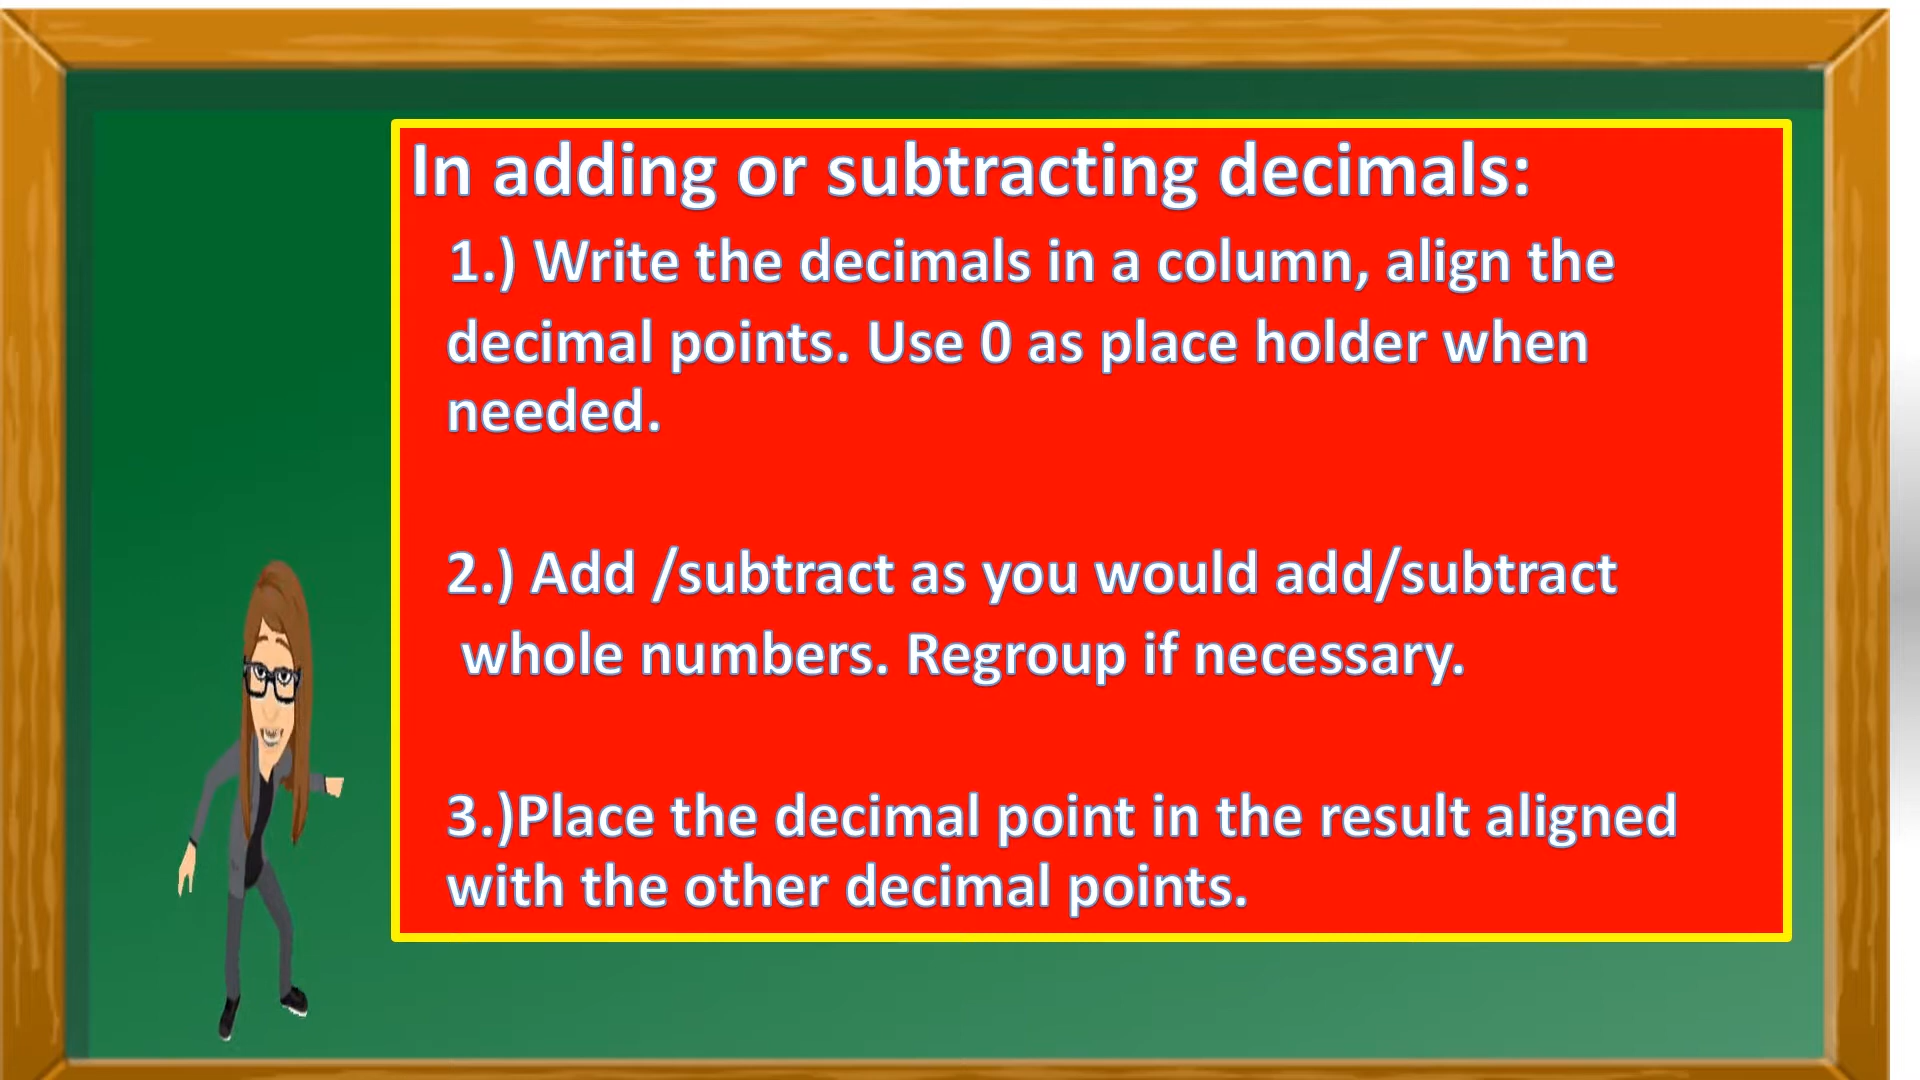 In adding or subtracting decimals:
1.) Write the decimals in a column, align the
decimal points. Use 0 as place holder when
needed.
2.) Add /subtract as you would add/subtract
whole numbers. Regroup if necessary.
3.)Place the decimal point in the result aligned
with the other decimal points.